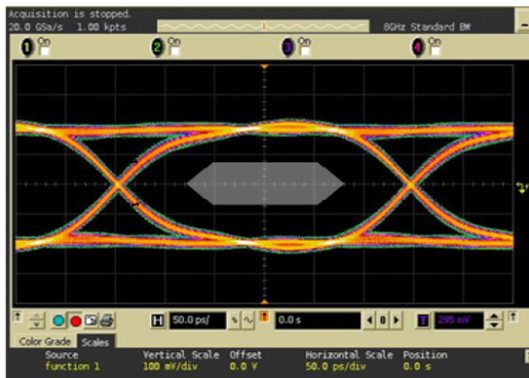 Acquisition is stopped.
20.0 GSa/s 1.00 kpts
8GHz Standard BW
1 On 2 On 3 On 4 On
H 50.0 ps/ 0.0 s 0 T 295 mV
Color Grade Scales
Source Vertical Scale Offset Horizontal Scale Position
function 1 100 mV/div 0.0 V 50.0 ps/div 0.0 s